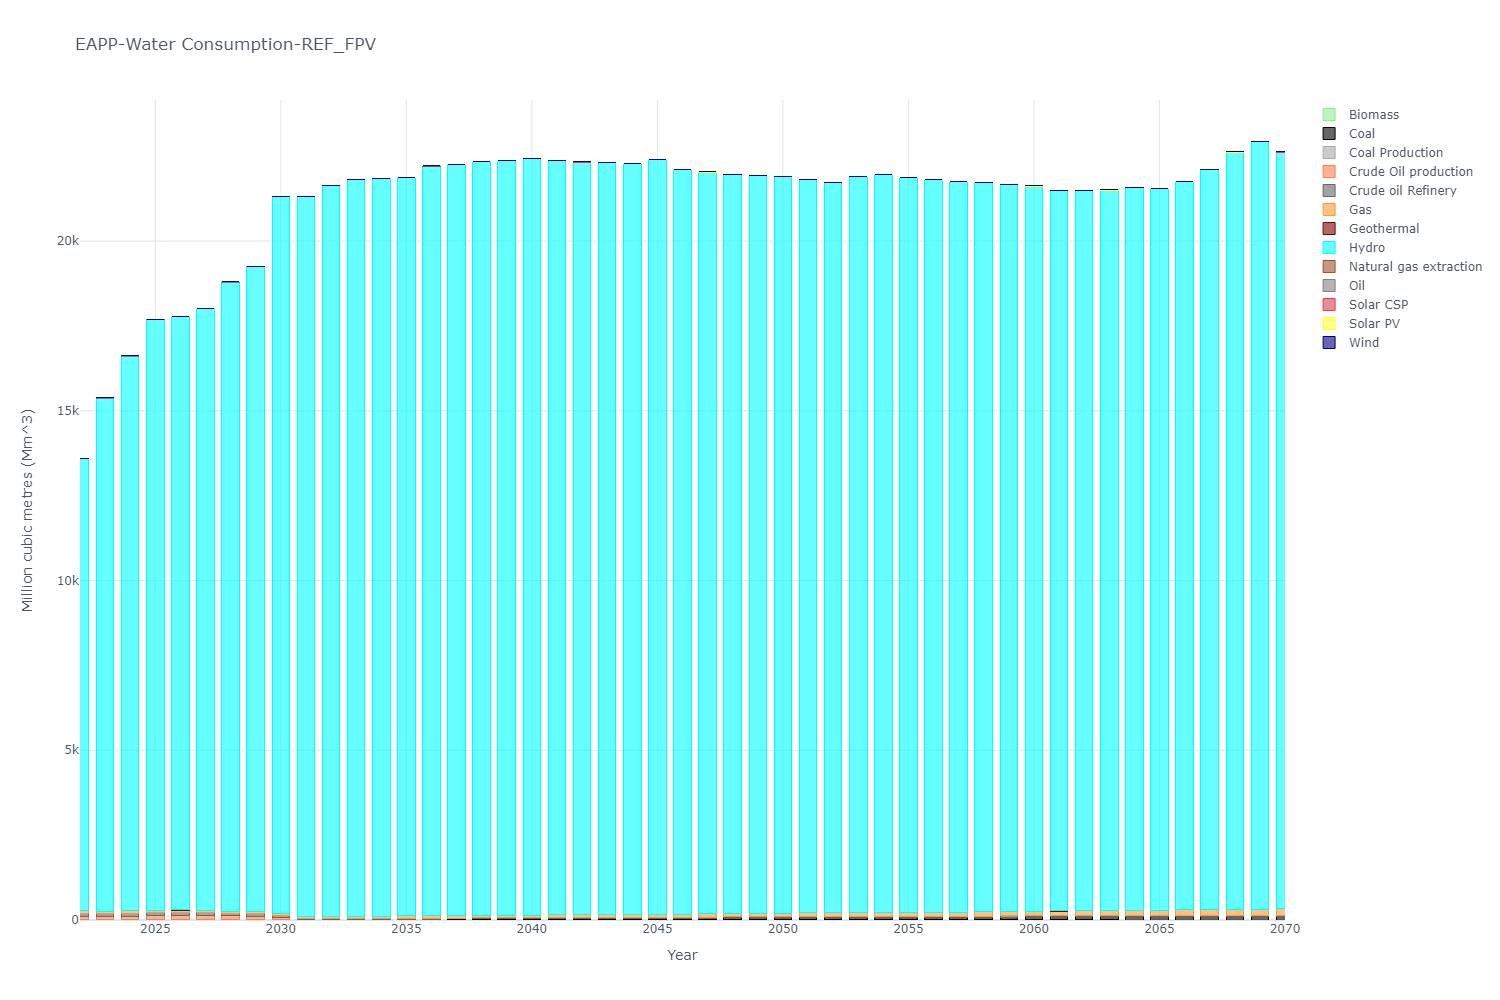 EAPP-Water Consumption-REF_FPV
Million cubic metres (Mm^3)
20k
15k
10k
5k
0
2025
2030
2035
2040
2045
2050
2055
2060
2065
2070
Year
Biomass
Coal
Coal Production
Crude Oil production
Crude oil Refinery
Gas
Geothermal
Hydro
Natural gas extraction
Oil
Solar CSP
Solar PV
Wind